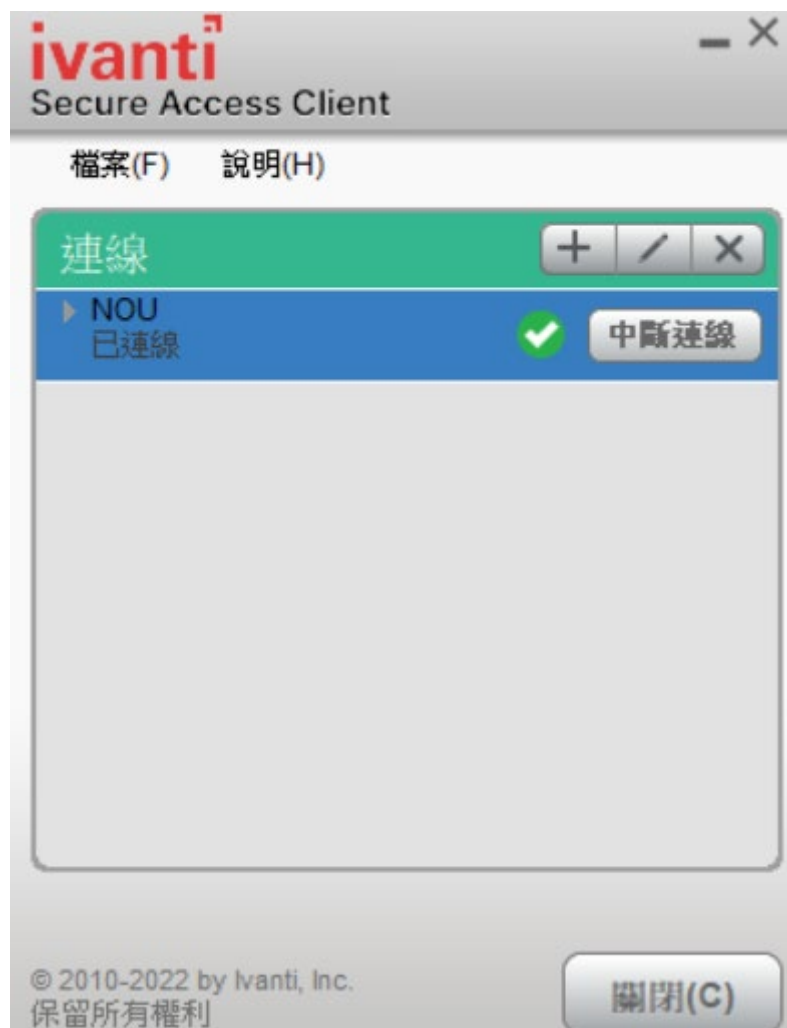 ivanti
Secure Access Client
檔案(F) 說明(H)
連線
NOU
已連線
中斷連線
© 2010-2022 by Ivanti, Inc.
保留所有權利
關閉(C)